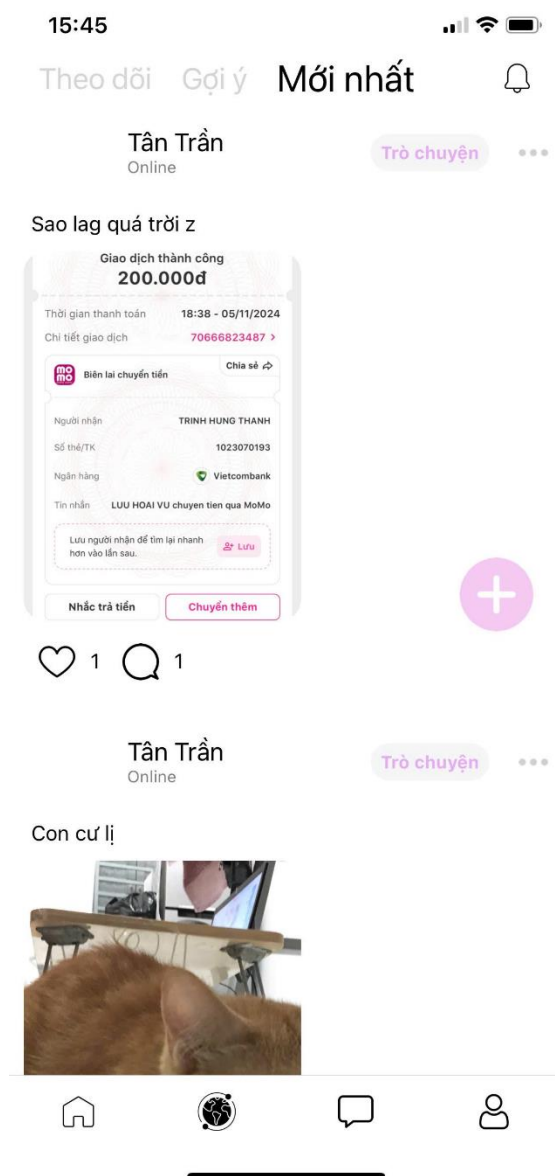 15:45
Theo dõi Gợi ý Mới nhất
Tân Trần
Online
Trò chuyện
Sao lag quá trời z
Giao dịch thành công
200.000đ
Thời gian thanh toán 18:38 - 05/11/2024
Chi tiết giao dịch 70666823487 >
mo mo
Biên lai chuyển tiền
Chia sẻ
Người nhận TRINH HUNG THANH
Số thẻ/TK 1023070193
Ngân hàng Vietcombank
Tin nhắn LUU HOAI VU chuyen tien qua MoMo
Lưu người nhận để tìm lại nhanh
hơn vào lần sau.
Lưu
Nhắc trả tiền Chuyển thêm
1 1
Tân Trần
Online
Trò chuyện
Con cư lị